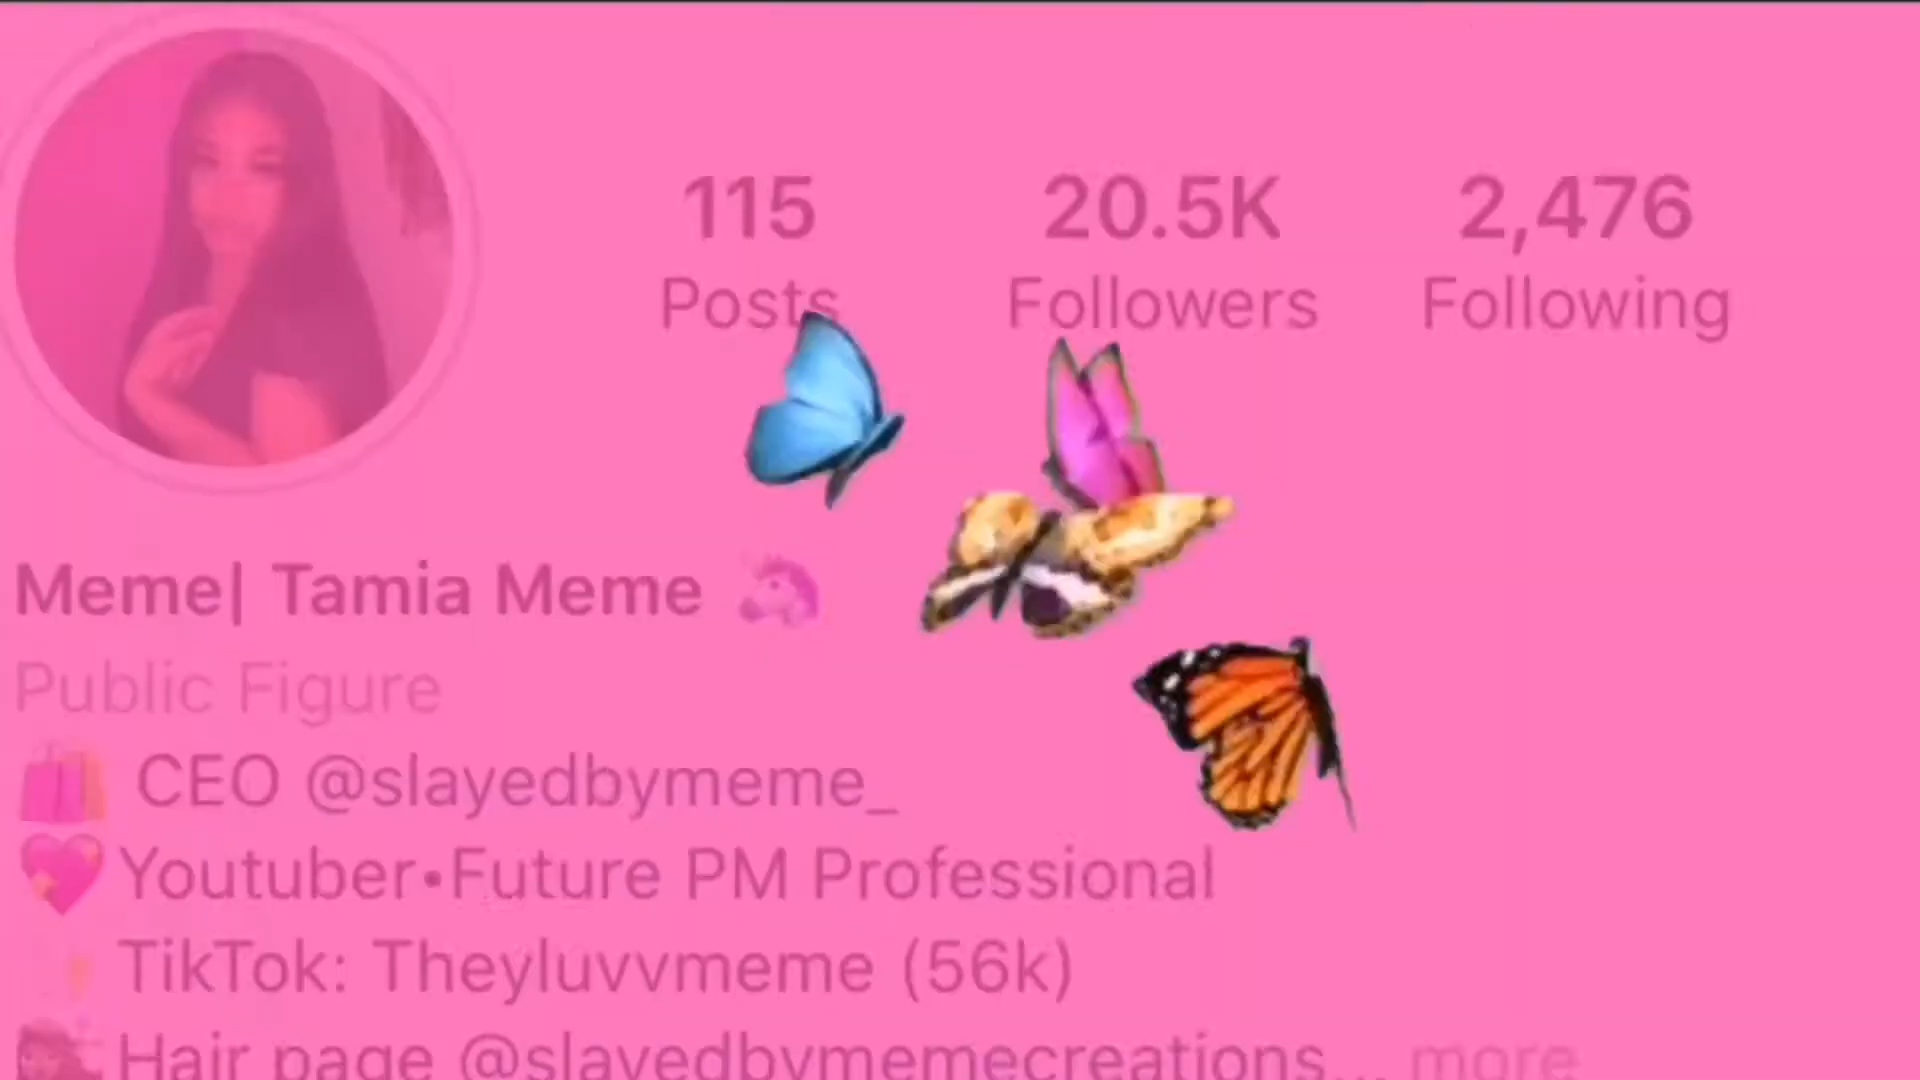 115 20.5K 2,476
Posts Followers Following
Meme| Tamia Meme
Public Figure
CEO @slayedbymeme_
Youtuber•Future PM Professional
TikTok: Theyluvvmeme (56k)
Hair page @slayedbymemecreations... more